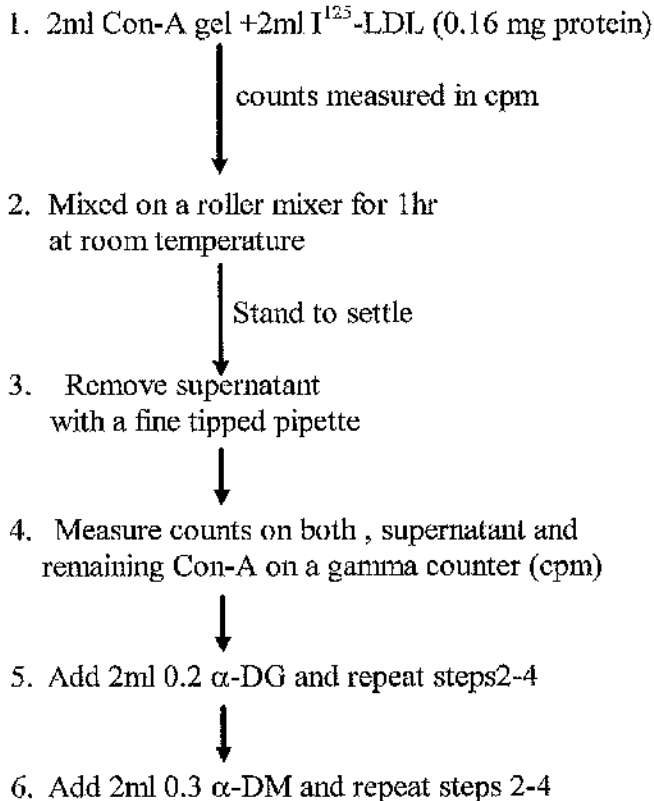 1. 2ml Con-A gel +2ml I¹²⁵-LDL (0.16 mg protein)
counts measured in cpm
2. Mixed on a roller mixer for 1hr
at room temperature
Stand to settle
3. Remove supernatant
with a fine tipped pipette
4. Measure counts on both , supernatant and
remaining Con-A on a gamma counter (cpm)
5. Add 2ml 0.2 α-DG and repeat steps2-4
6. Add 2ml 0.3 α-DM and repeat steps 2-4